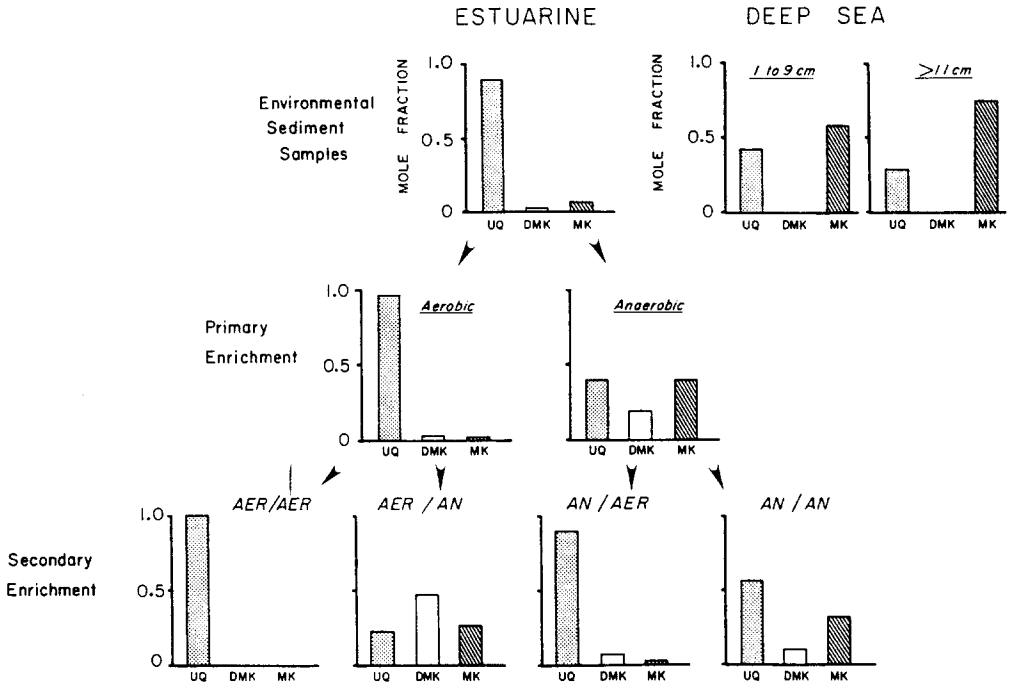 ESTUARINE
DEEP SEA
Environmental
Sediment
Samples
MOLE FRACTION
1.0
0.5
0
UQ DMK MK
MOLE FRACTION
1.0
0.5
0
1 to 9 cm
UQ DMK MK
>11 cm
UQ DMK MK
Primary
Enrichment
1.0
0.5
0
Aerobic
UQ DMK MK
Anaerobic
UQ DMK MK
Secondary
Enrichment
1.0
0.5
0
AER/AER
UQ DMK MK
AER / AN
UQ DMK MK
AN / AER
UQ DMK MK
AN / AN
UQ DMK MK